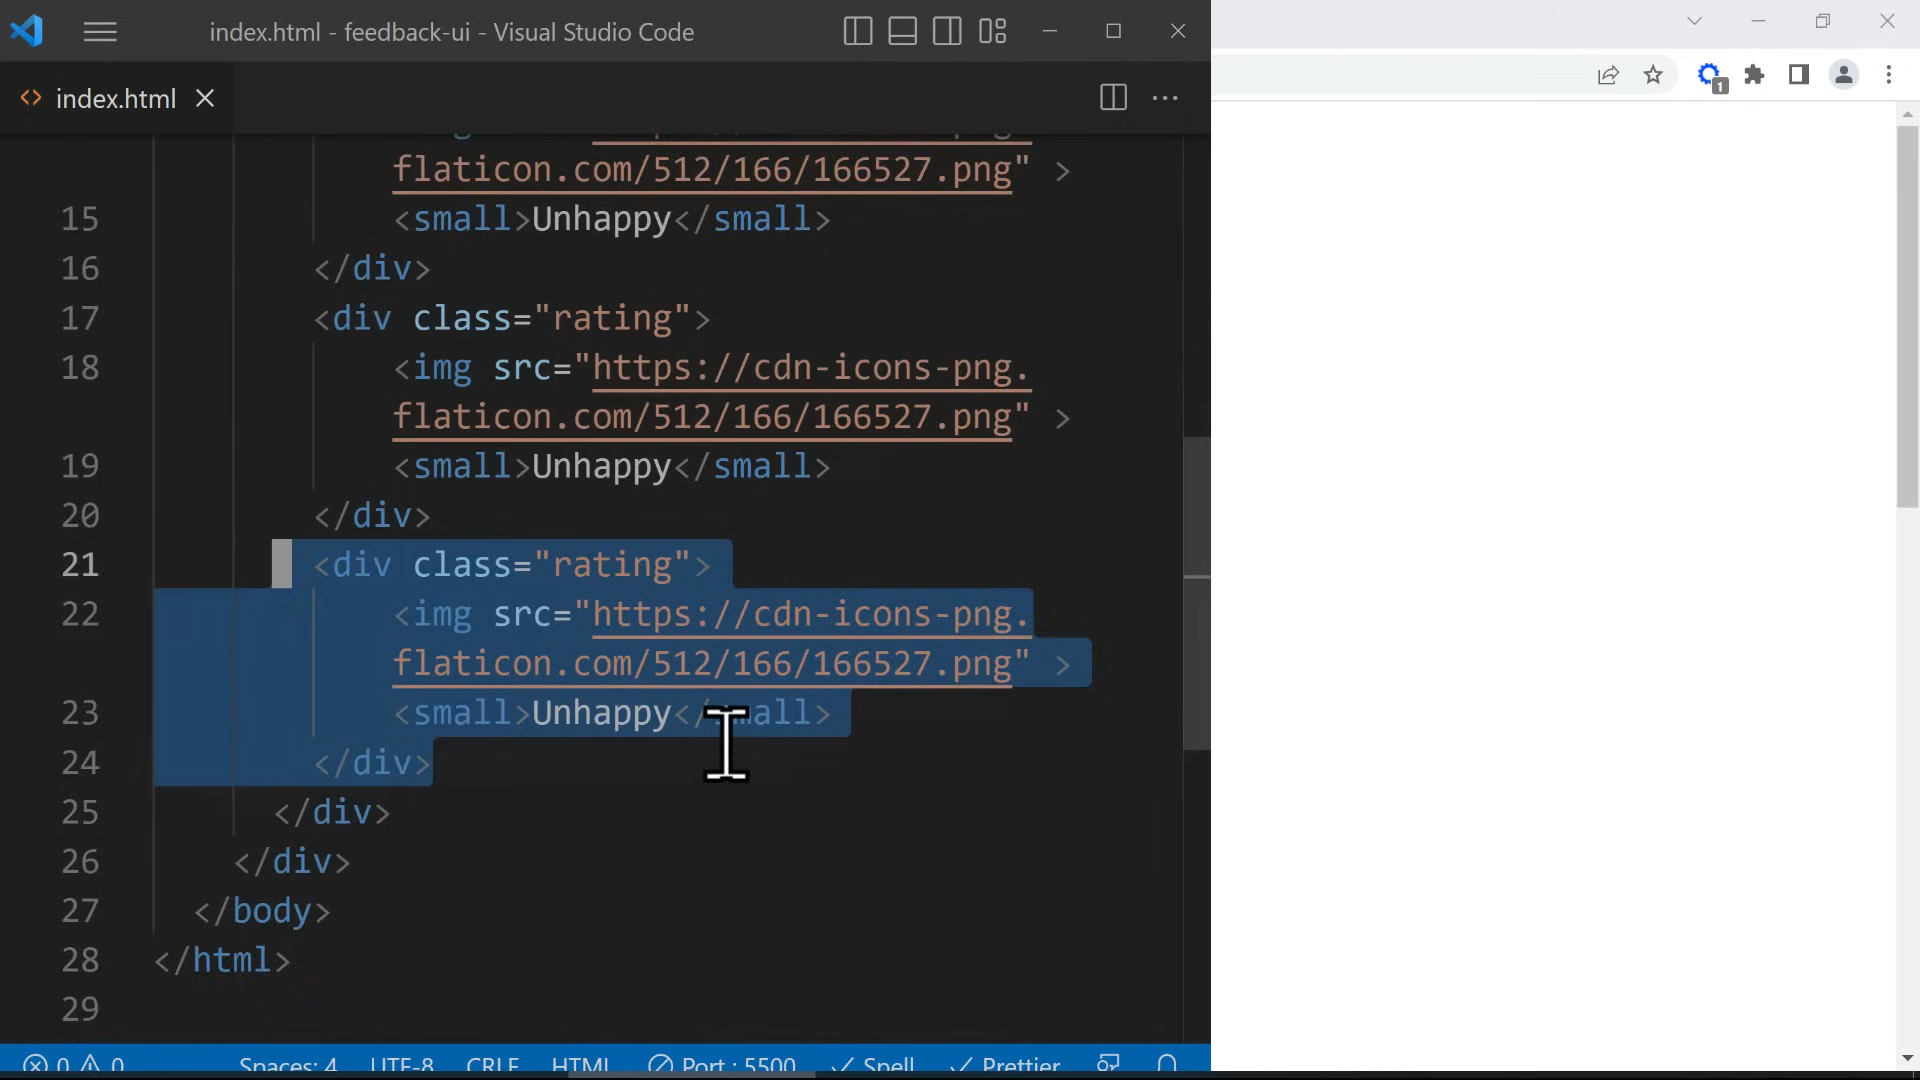 index.html - feedback-ui - Visual Studio Code
index.html
flaticon.com/512/166/166527.png" >
15 <small>Unhappy</small>
16 </div>
17 <div class="rating">
18 <img src="https://cdn-icons-png.
flaticon.com/512/166/166527.png" >
19 <small>Unhappy</small>
20 </div>
21 <div class="rating">
22 <img src="https://cdn-icons-png.
flaticon.com/512/166/166527.png" >
23 <small>Unhappy</small>
24 </div>
25 </div>
26 </div>
27 </body>
28 </html>
29
0 0 Spaces: 4 UTF-8 CRLF HTML Port : 5500 Spell Prettier
1